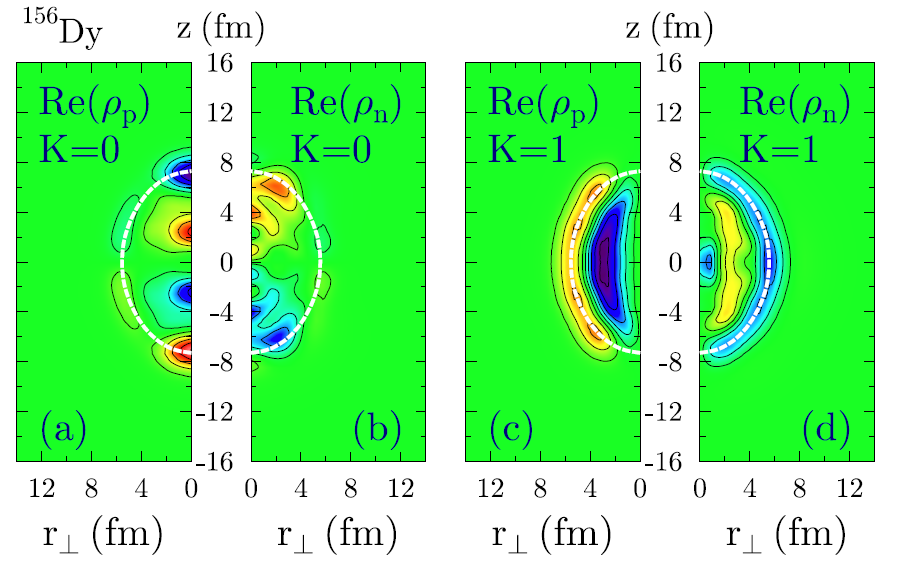 ¹⁵⁶Dy z (fm) z (fm)
16 16
Re(ρₚ) Re(ρₙ) Re(ρₚ) Re(ρₙ)
12 12
K=0 K=0 K=1 K=1
8 8
4 4
0 0
-4 -4
-8 -8
-12 -12
(a) (b) (c) (d)
-16 -16
12 8 4 0 0 4 8 12 12 8 4 0 0 4 8 12
r⊥ (fm) r⊥ (fm) r⊥ (fm) r⊥ (fm)